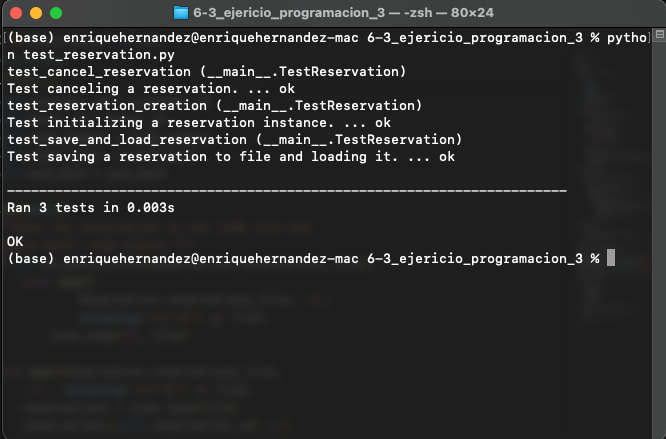 6-3_ejericio_programacion_3 — -zsh — 80×24
(base) enriquehernandez@enriquehernandez-mac 6-3_ejericio_programacion_3 % pytho
n test_reservation.py
test_cancel_reservation (__main__.TestReservation)
Test canceling a reservation. ... ok
test_reservation_creation (__main__.TestReservation)
Test initializing a reservation instance. ... ok
test_save_and_load_reservation (__main__.TestReservation)
Test saving a reservation to file and loading it. ... ok
----------------------------------------------------------------------
Ran 3 tests in 0.003s
OK
(base) enriquehernandez@enriquehernandez-mac 6-3_ejericio_programacion_3 %